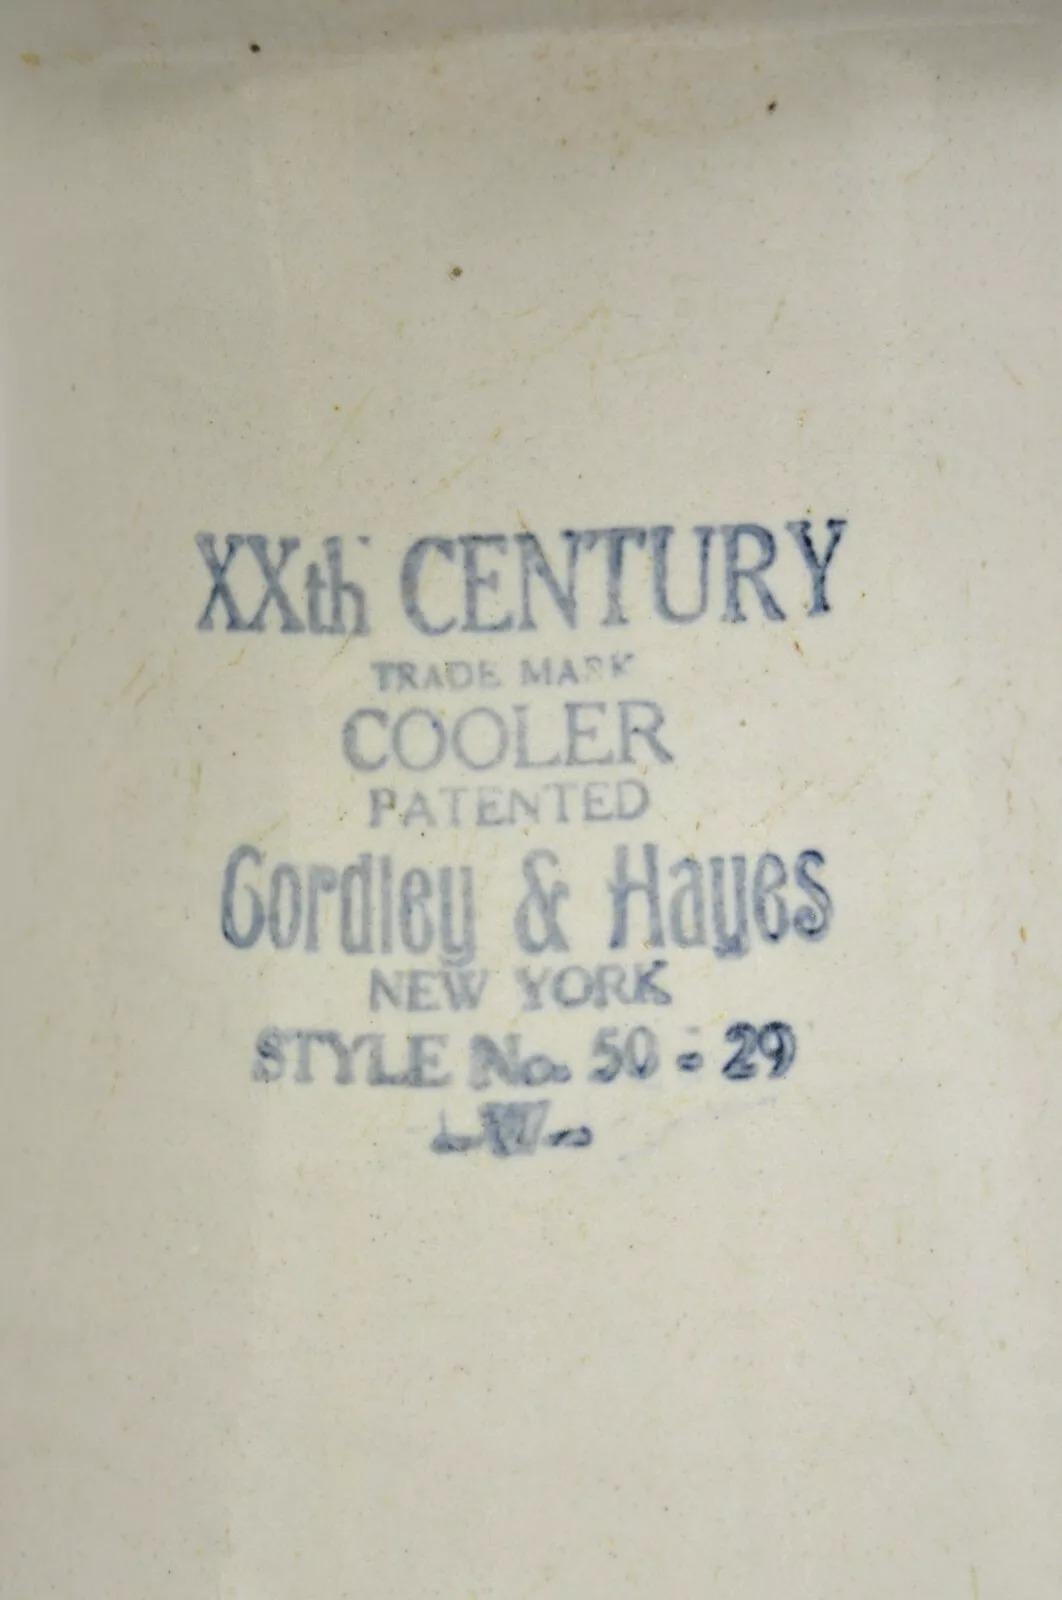 XXth CENTURY
TRADE MARK
COOLER
PATENTED
Cordley & Hayes
NEW YORK
STYLE No. 50 - 29
W